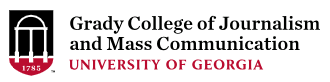 Grady College of Journalism
and Mass Communication
UNIVERSITY OF GEORGIA
1785